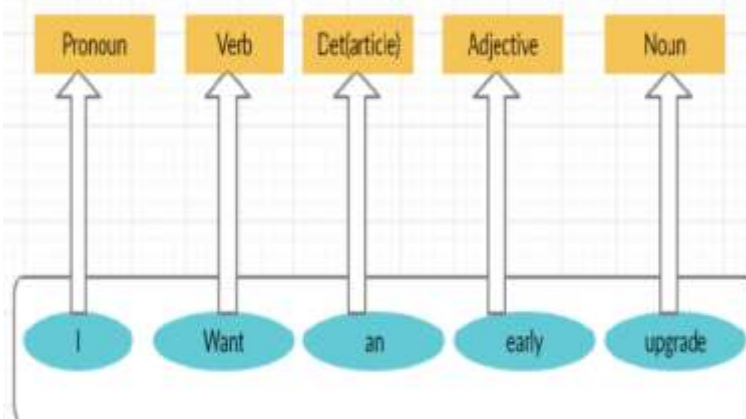 Pronoun Verb Det(article) Adjective Noun
I Want an early upgrade